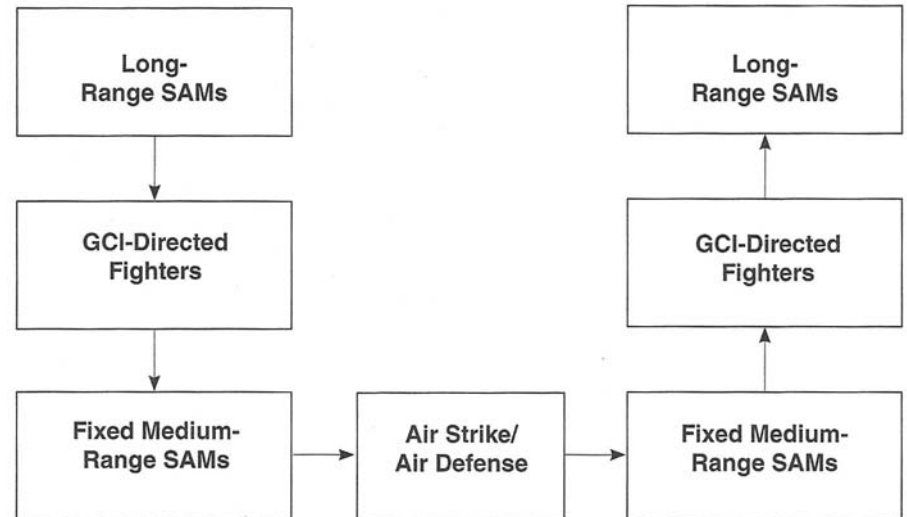 Long-
Range SAMs
GCI-Directed
Fighters
Fixed Medium-
Range SAMs
Air Strike/
Air Defense
Fixed Medium-
Range SAMs
GCI-Directed
Fighters
Long-
Range SAMs